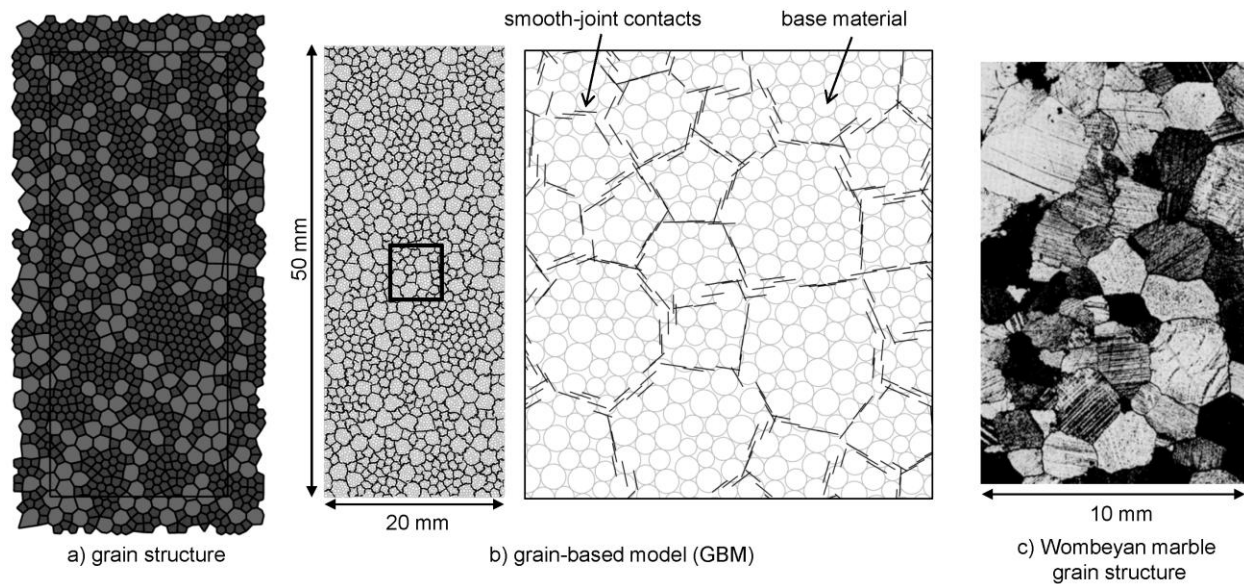 smooth-joint contacts
base material
50 mm
20 mm
10 mm
a) grain structure
b) grain-based model (GBM)
c) Wombeyan marble
grain structure